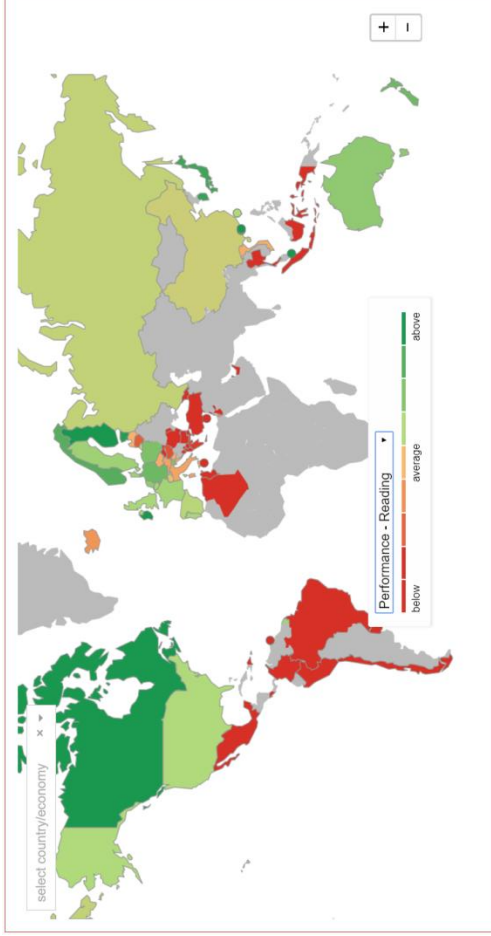 select country/economy × ▾
+
−
Performance - Reading ▾
below average above